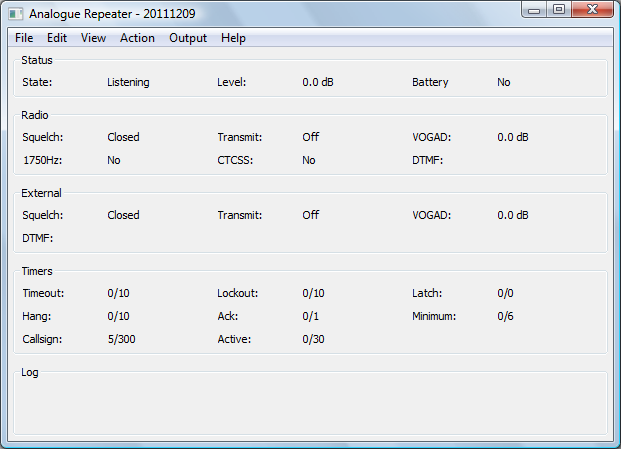 Analogue Repeater - 20111209
File Edit View Action Output Help
Status
State: Listening Level: 0.0 dB Battery No
Radio
Squelch: Closed Transmit: Off VOGAD: 0.0 dB
1750Hz: No CTCSS: No DTMF:
External
Squelch: Closed Transmit: Off VOGAD: 0.0 dB
DTMF:
Timers
Timeout: 0/10 Lockout: 0/10 Latch: 0/0
Hang: 0/10 Ack: 0/1 Minimum: 0/6
Callsign: 5/300 Active: 0/30
Log